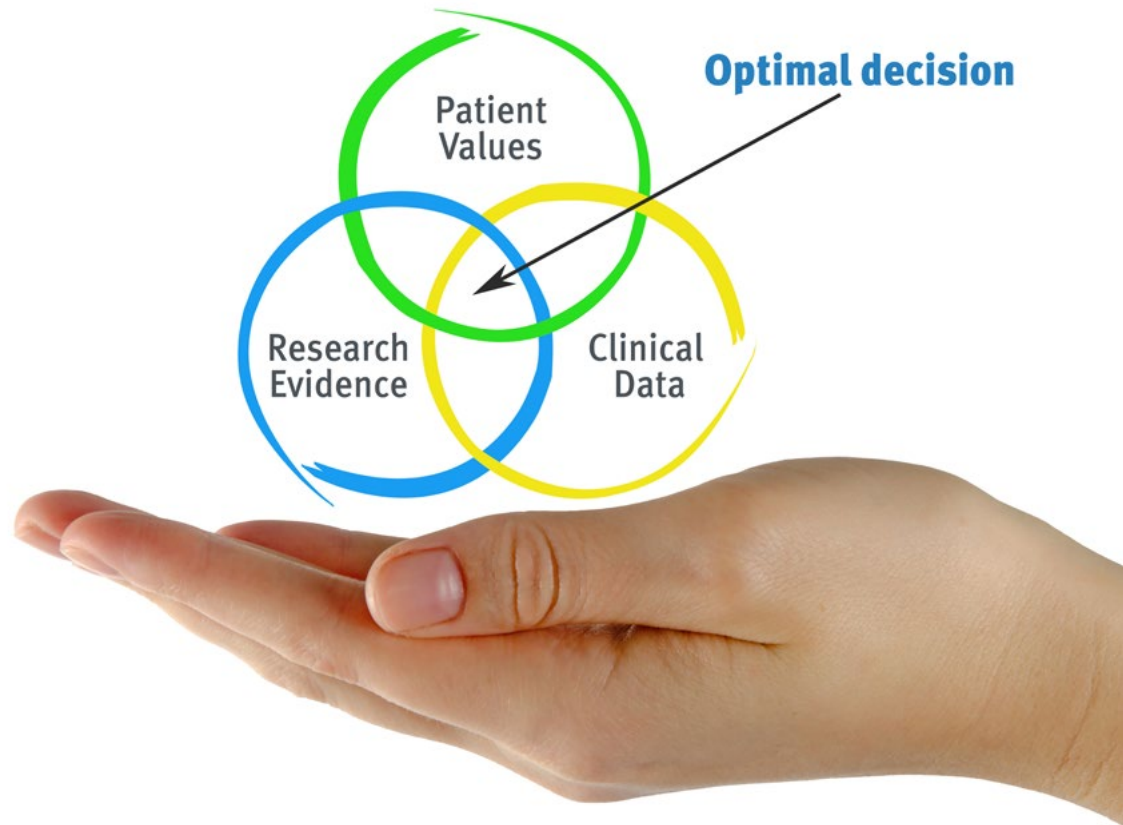 Optimal decision
Patient
Values
Research
Evidence
Clinical
Data